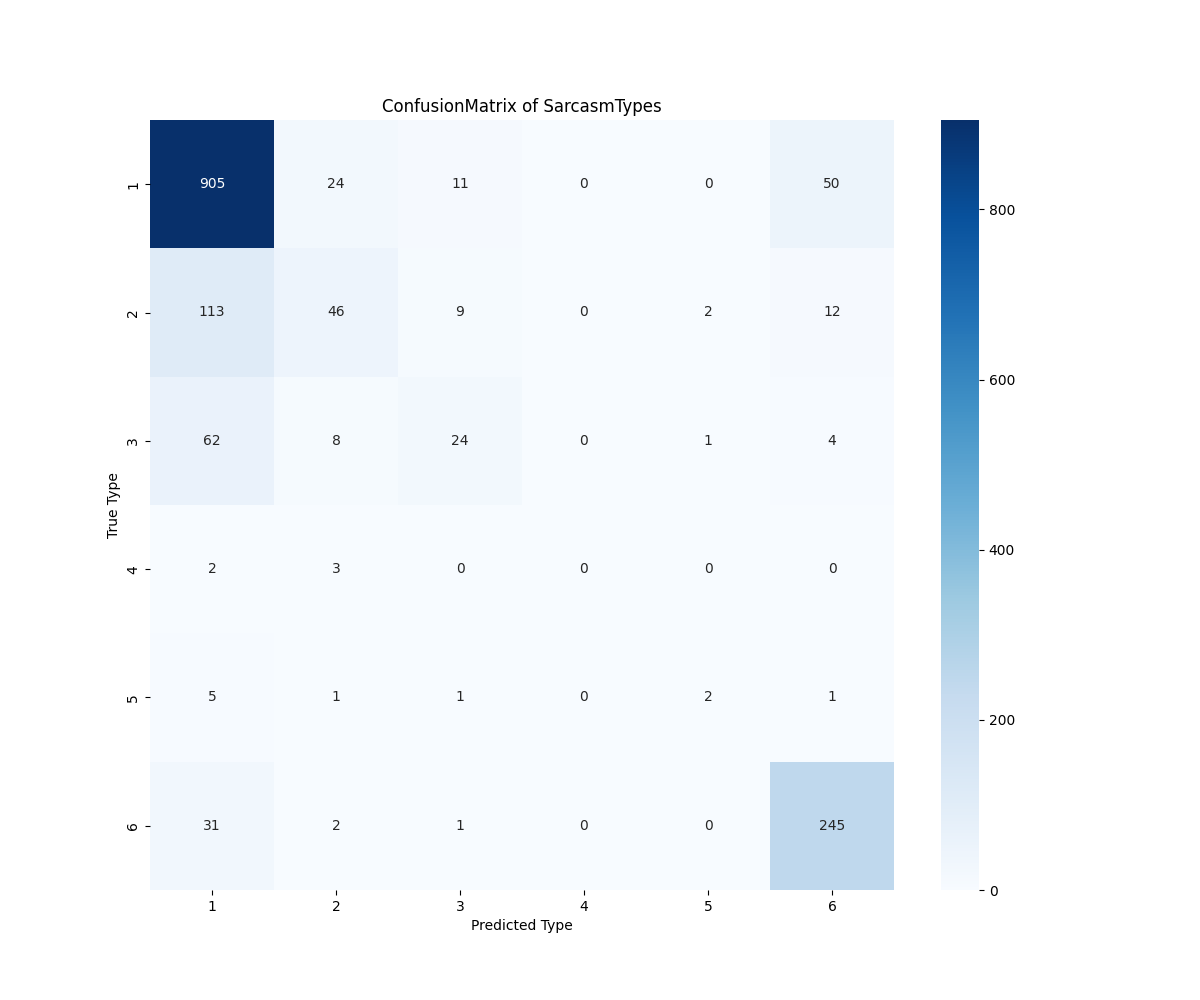 ConfusionMatrix of SarcasmTypes
1 905 24 11 0 0 50
2 113 46 9 0 2 12
3 62 8 24 0 1 4
4 2 3 0 0 0 0
5 5 1 1 0 2 1
6 31 2 1 0 0 245
1 2 3 4 5 6
Predicted Type
True Type
800
600
400
200
0